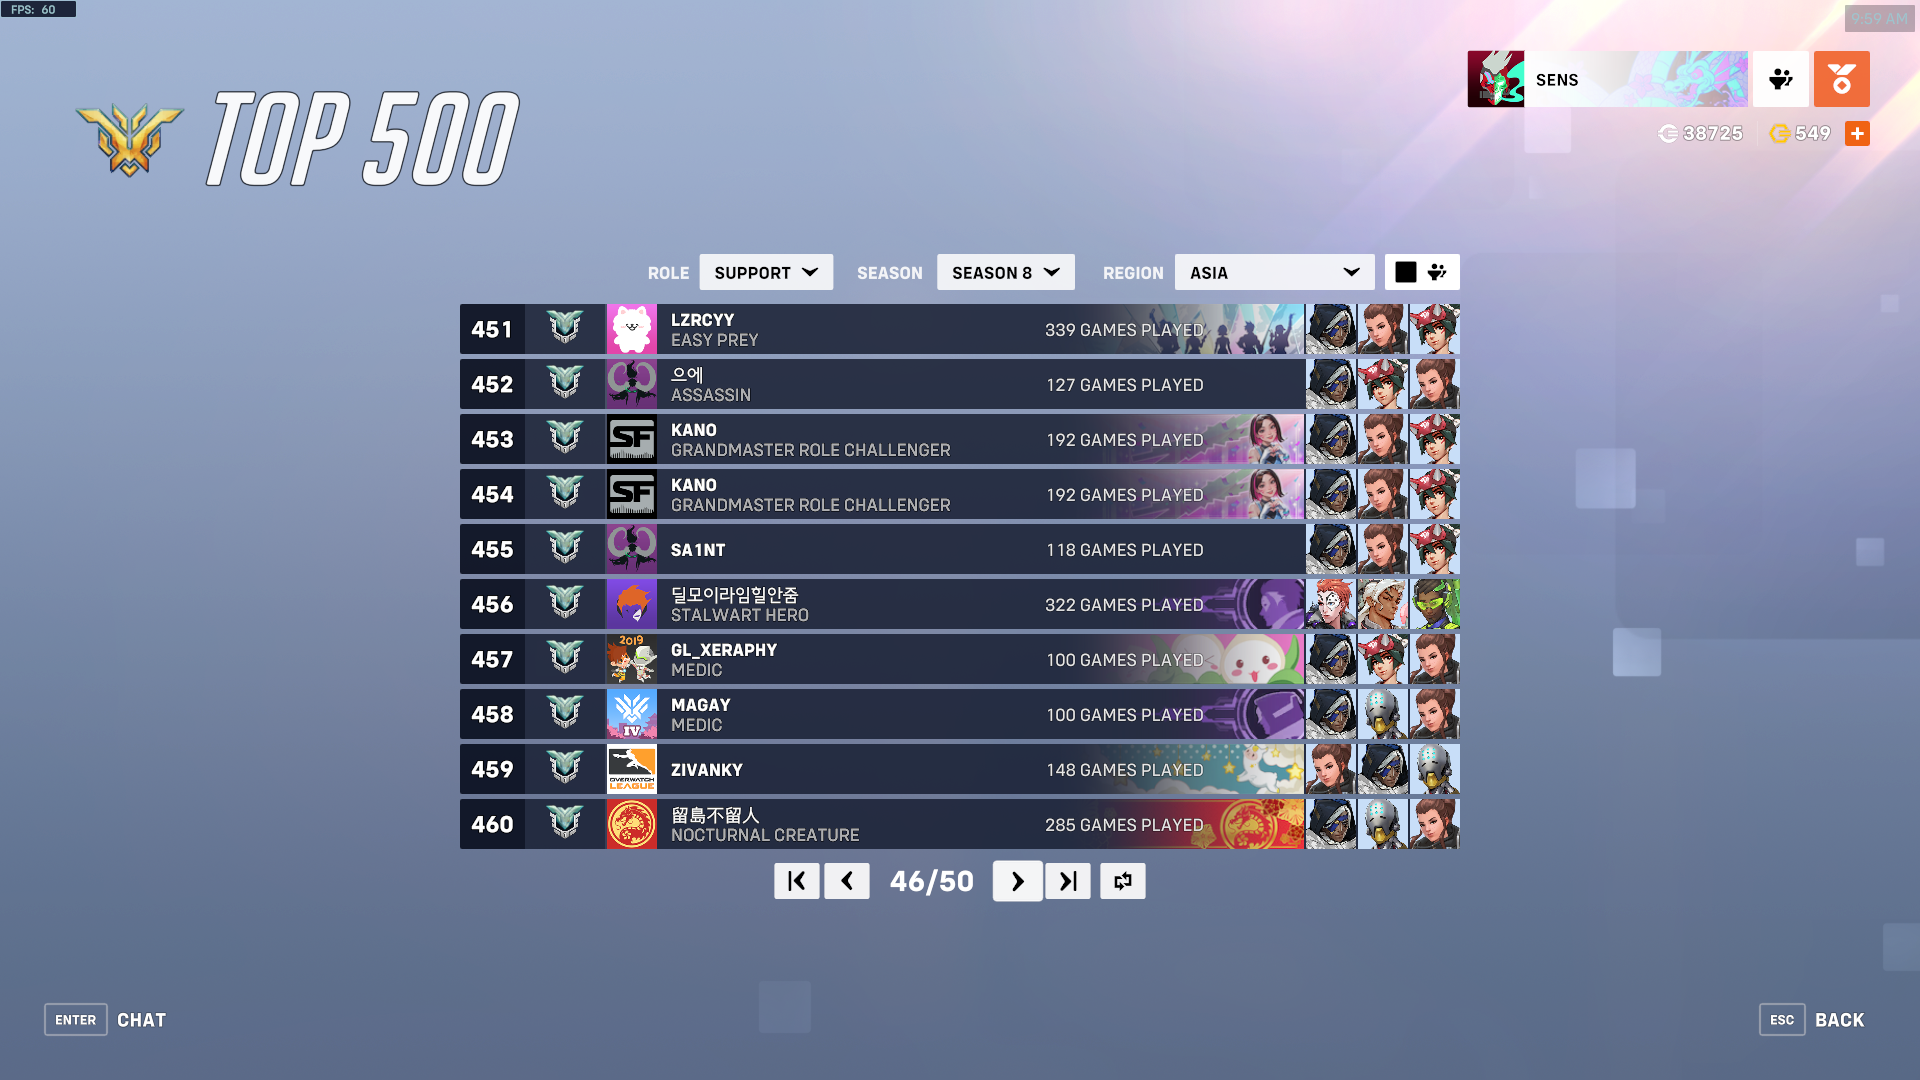 FPS: 60
9:59 AM
TOP 500
SENS
38725
549
ROLE SUPPORT SEASON SEASON 8 REGION ASIA
451 LZRCYY 339 GAMES PLAYED
EASY PREY
452 으에 127 GAMES PLAYED
ASSASSIN
453 SF KANO 192 GAMES PLAYED
GRANDMASTER ROLE CHALLENGER
454 SF KANO 192 GAMES PLAYED
GRANDMASTER ROLE CHALLENGER
455 SA1NT 118 GAMES PLAYED
456 딜모이라임힐안줌 322 GAMES PLAYED
STALWART HERO
457 2019 GL_XERAPHY 100 GAMES PLAYED
MEDIC
458 IV MAGAY 100 GAMES PLAYED
MEDIC
459 OVERWATCH LEAGUE ZIVANKY 148 GAMES PLAYED
460 留島不留人 285 GAMES PLAYED
NOCTURNAL CREATURE
46/50
ENTER CHAT
ESC BACK